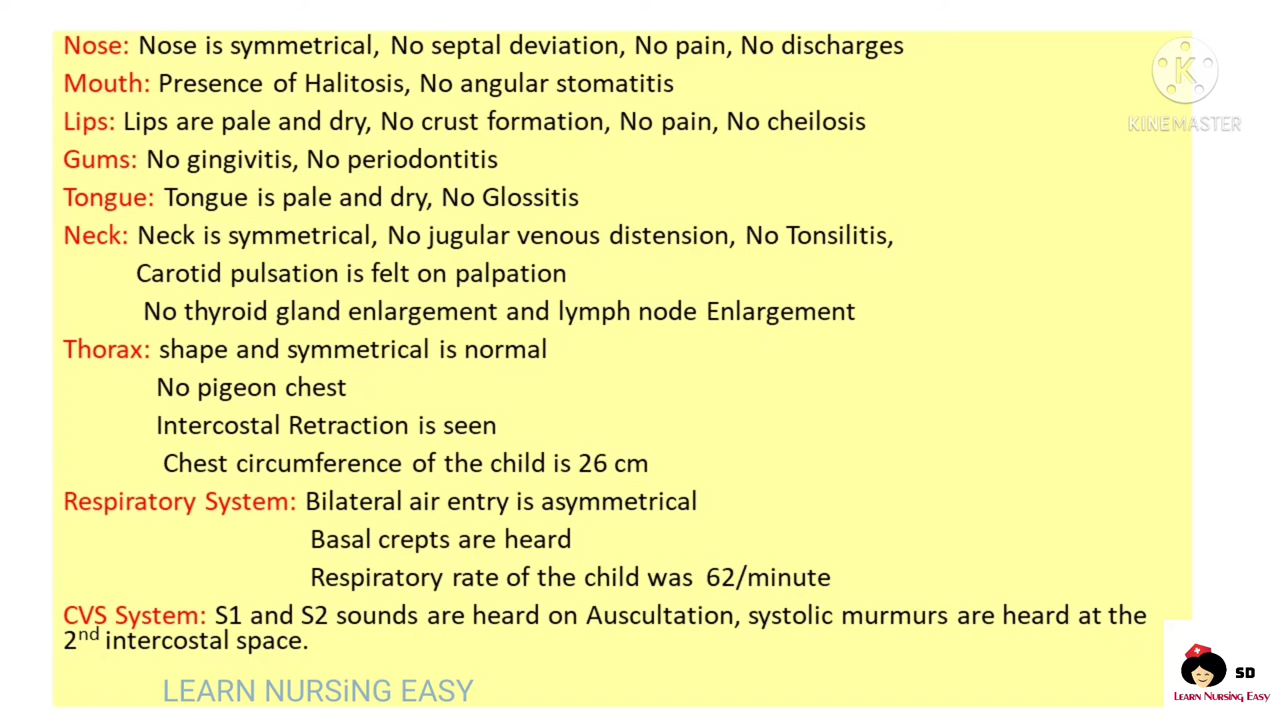 Nose: Nose is symmetrical, No septal deviation, No pain, No discharges
Mouth: Presence of Halitosis, No angular stomatitis
Lips: Lips are pale and dry, No crust formation, No pain, No cheilosis
Gums: No gingivitis, No periodontitis
Tongue: Tongue is pale and dry, No Glossitis
Neck: Neck is symmetrical, No jugular venous distension, No Tonsilitis,
Carotid pulsation is felt on palpation
No thyroid gland enlargement and lymph node Enlargement
Thorax: shape and symmetrical is normal
No pigeon chest
Intercostal Retraction is seen
Chest circumference of the child is 26 cm
Respiratory System: Bilateral air entry is asymmetrical
Basal crepts are heard
Respiratory rate of the child was 62/minute
CVS System: S1 and S2 sounds are heard on Auscultation, systolic murmurs are heard at the
2nd intercostal space.
LEARN NURSiNG EASY
K
KINEMASTER
SD
LEARN NURSING EASY